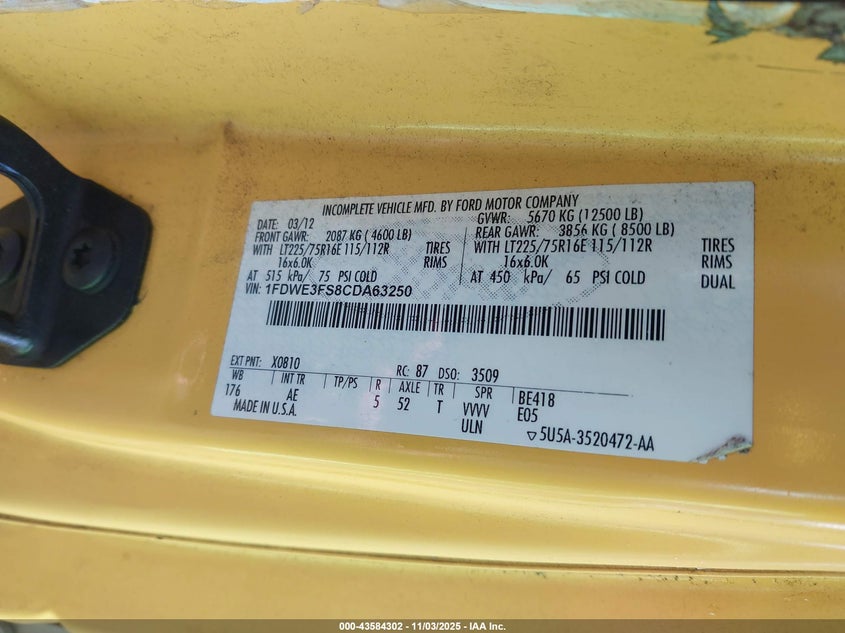 INCOMPLETE VEHICLE MFD. BY FORD MOTOR COMPANY
DATE: 03/12 GVWR: 5670 KG (12500 LB)
FRONT GAWR: 2087 KG ( 4600 LB) REAR GAWR: 3856 KG ( 8500 LB)
WITH LT225/75R16E 115/112R TIRES WITH LT225/75R16E 115/112R TIRES
16x6.0K RIMS 16x6.0K RIMS
AT 515 kPa/ 75 PSI COLD AT 450 kPa/ 65 PSI COLD DUAL
VIN: 1FDWE3FS8CDA63250
EXT PNT: X0810 RC: 87 DSO: 3509
WB INT TR TP/PS R AXLE TR SPR BE418
176 AE 5 52 T VVVV E05
MADE IN U.S.A. ULN ▽5U5A-3520472-AA
000-43584302 - 11/03/2025 - IAA Inc.